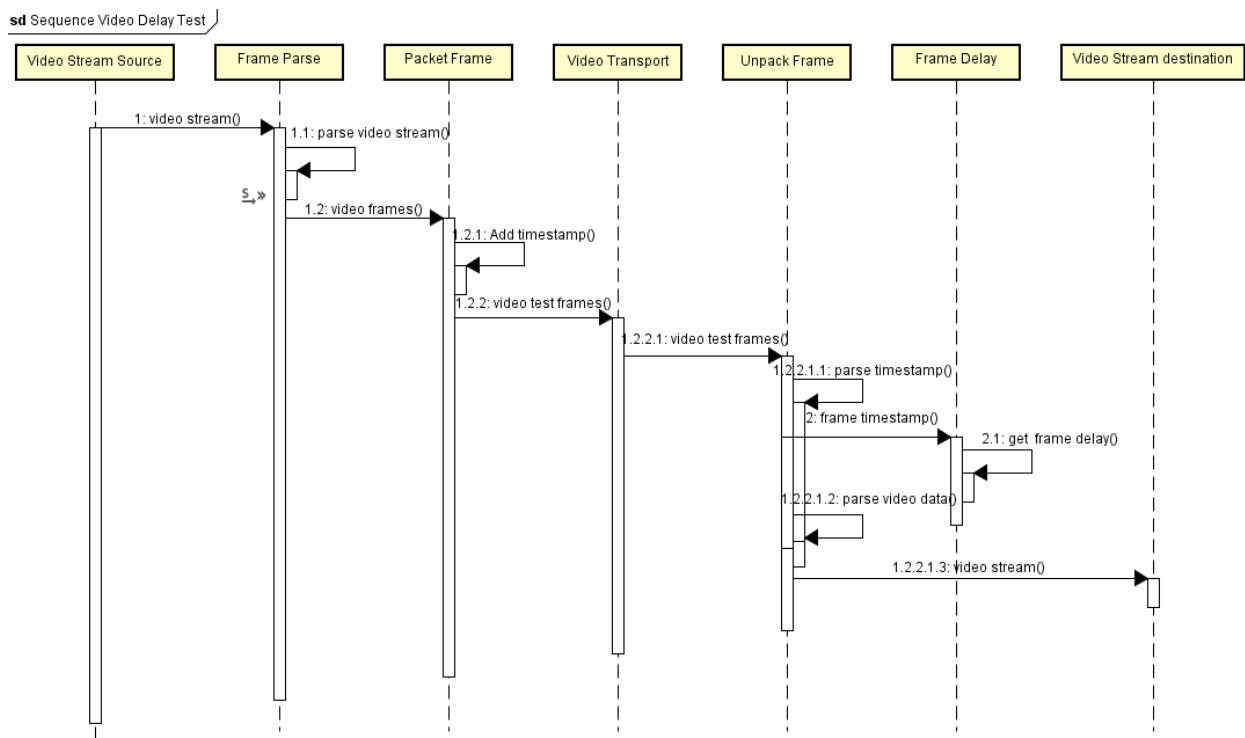 sd Sequence Video Delay Test
Video Stream Source
Frame Parse
Packet Frame
Video Transport
Unpack Frame
Frame Delay
Video Stream destination
1: video stream()
1.1: parse video stream()
S »
1.2: video frames()
1.2.1: Add timestamp()
1.2.2: video test frames()
1.2.2.1: video test frames()
1.2.2.1.1: parse timestamp()
2: frame timestamp()
2.1: get frame delay()
1.2.2.1.2: parse video data()
1.2.2.1.3: video stream()